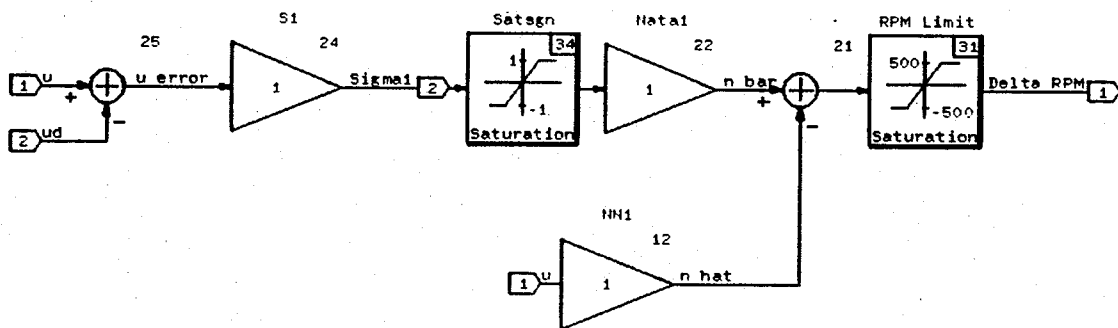 S1
Satsgn
Nata1
RPM Limit
25
24
34
22
21
31
1
u
+
u error
1
Sigma1
2
1
-1
Saturation
1
n bar
+
500
-500
Saturation
Delta RPM
1
2
ud
-
-
NN1
12
1
u
1
n hat